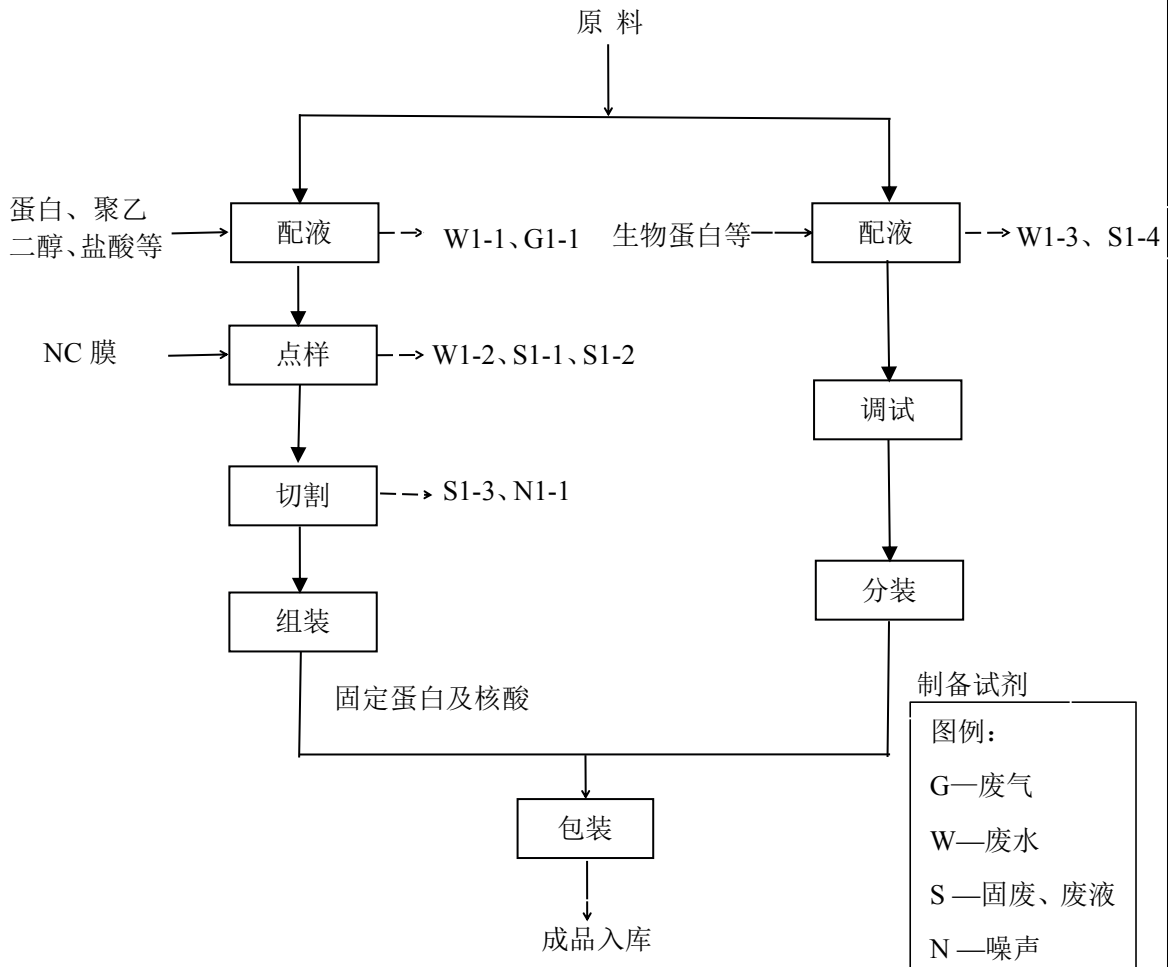 原 料
蛋白、聚乙
二醇、盐酸等
配液
W1-1、G1-1
生物蛋白等
配液
W1-3、S1-4
NC 膜
点样
W1-2、S1-1、S1-2
调试
切割
S1-3、N1-1
分装
组装
固定蛋白及核酸
制备试剂
图例：
G—废气
W—废水
S —固废、废液
N —噪声
包装
成品入库